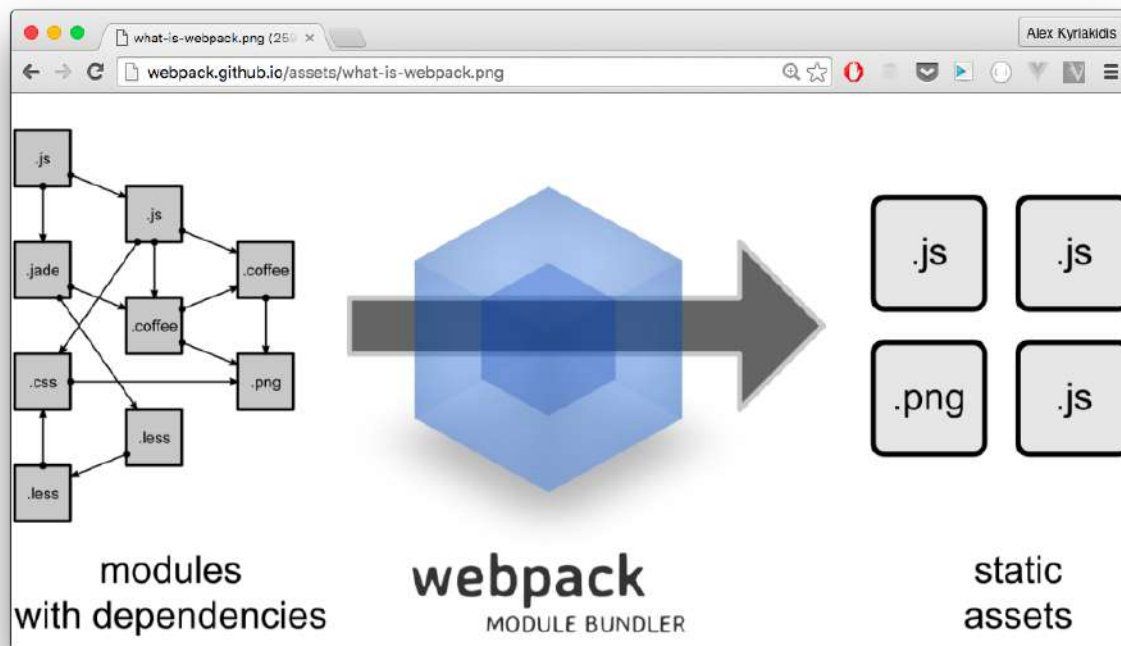 what-is-webpack.png (259
Alex Kyriakidis
webpack.github.io/assets/what-is-webpack.png
.js
.js
.jade
.coffee
.coffee
.css
.png
.less
.less
.js
.js
.png
.js
modules
with dependencies
webpack
MODULE BUNDLER
static
assets